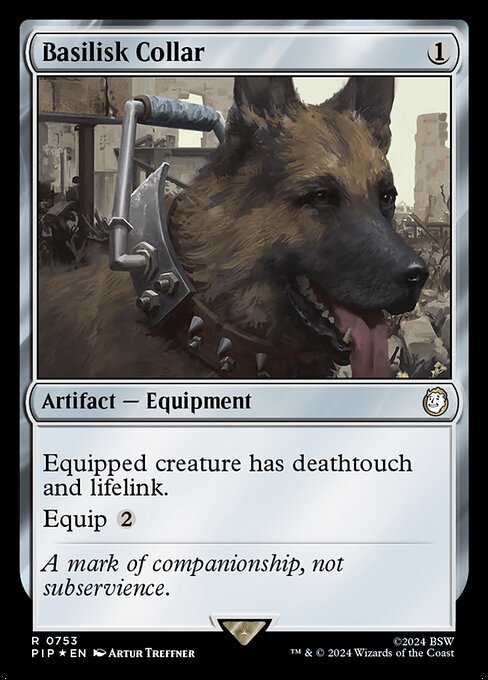 Basilisk Collar 1
Artifact — Equipment
Equipped creature has deathtouch
and lifelink.
Equip 2
A mark of companionship, not
subservience.
R 0753 ©2024 BSW
PIP★EN Artur Treffner ™ & © 2024 Wizards of the Coast